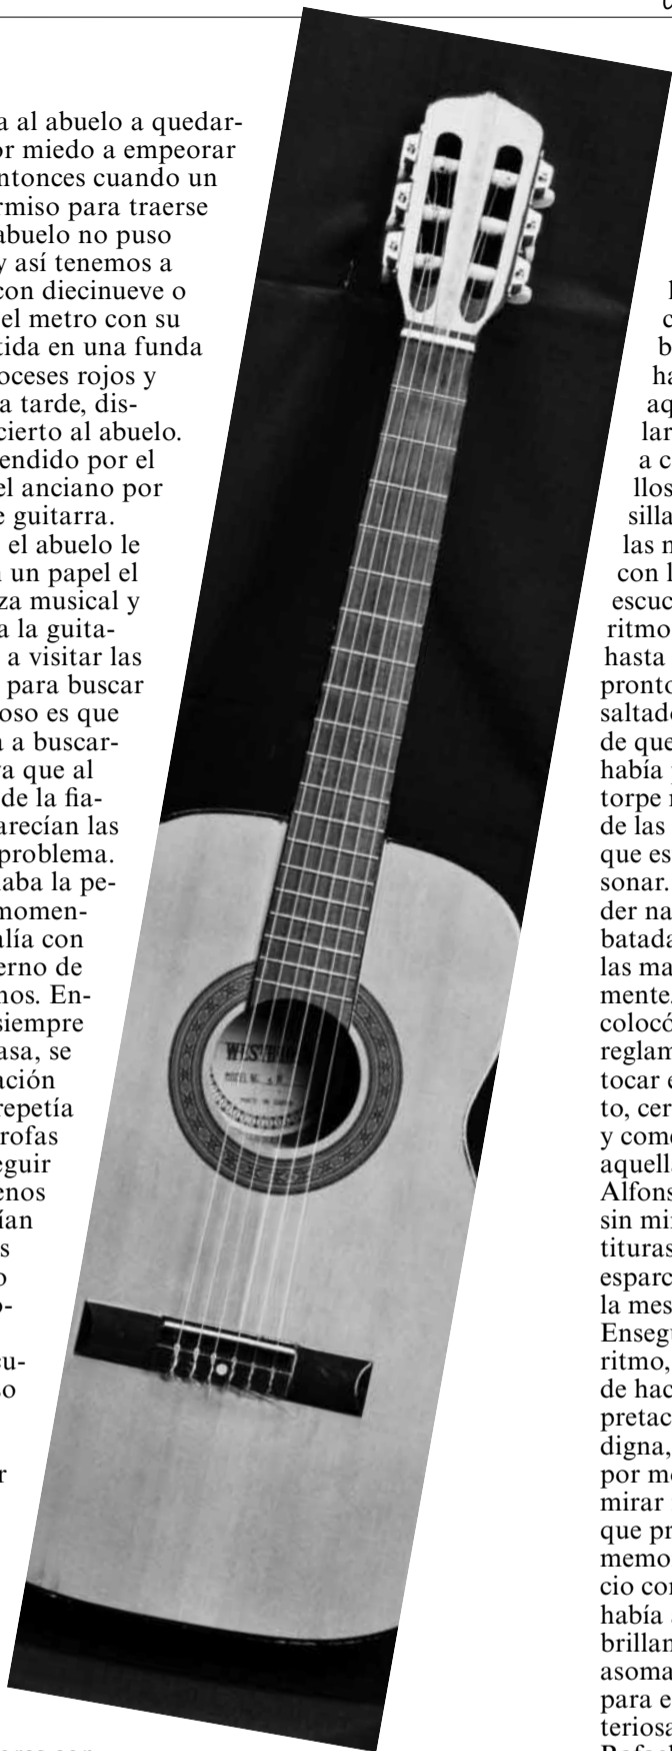 a al abuelo a quedar-
or miedo a empeorar
ntonces cuando un
rmiso para traerse
abuelo no puso
y así tenemos a
con diecinueve o
el metro con su
tida en una funda
oceses rojos y
a tarde, dis-
cierto al abuelo.
endido por el
el anciano por
e guitarra.
el abuelo le
un papel el
za musical y
a la guita-
a visitar las
para buscar
oso es que
a a buscar-
ya que al
de la fia-
arecían las
problema.
aba la pe-
momen-
alía con
erno de
nos. En-
siempre
asa, se
ación
repetía
rofas
eguir
enos
ían
s
o
o-
cu-
so
r
l
c
b
ha
aq
lar
a c
llos
silla
las m
con l
escuc
ritmo
hasta
pronto
saltado
de que
había
torpe
de las
que es
sonar.
der na
batada
las ma
mente.
colocó
reglam
tocar e
to, cer
y como
aquella
Alfons
sin mi
tituras
esparc
la mes
Ensegu
ritmo,
de hac
pretac
digna,
por mo
mirar
que pr
memo
cio con
había
brillan
asoma
para e
teriosa